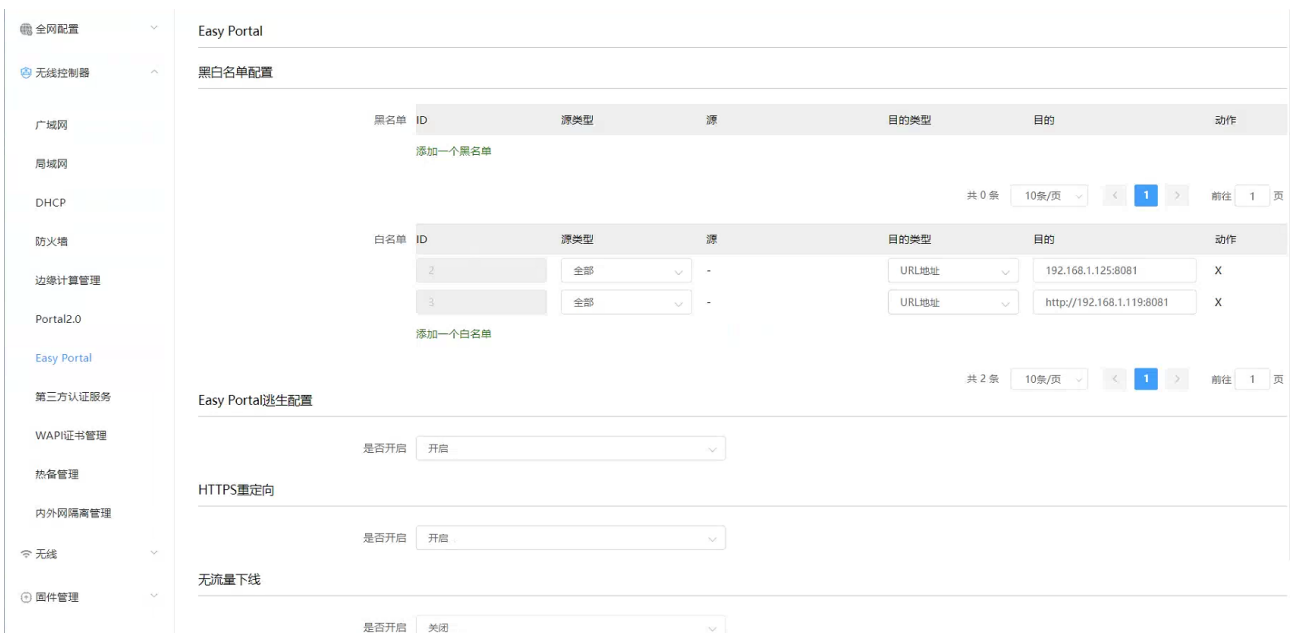 全网配置
无线控制器
广域网
局域网
DHCP
防火墙
边缘计算管理
Portal2.0
Easy Portal
第三方认证服务
WAPI证书管理
热备管理
内外网隔离管理
无线
固件管理
Easy Portal
黑白名单配置
黑名单 ID 源类型 源 目的类型 目的 动作
添加一个黑名单
共 0 条 10条/页 < 1 > 前往 1 页
白名单 ID 源类型 源 目的类型 目的 动作
2 全部 - URL地址 192.168.1.125:8081 X
3 全部 - URL地址 http://192.168.1.119:8081 X
添加一个白名单
共 2 条 10条/页 < 1 > 前往 1 页
Easy Portal逃生配置
是否开启 开启
HTTPS重定向
是否开启 开启
无流量下线
是否开启 关闭